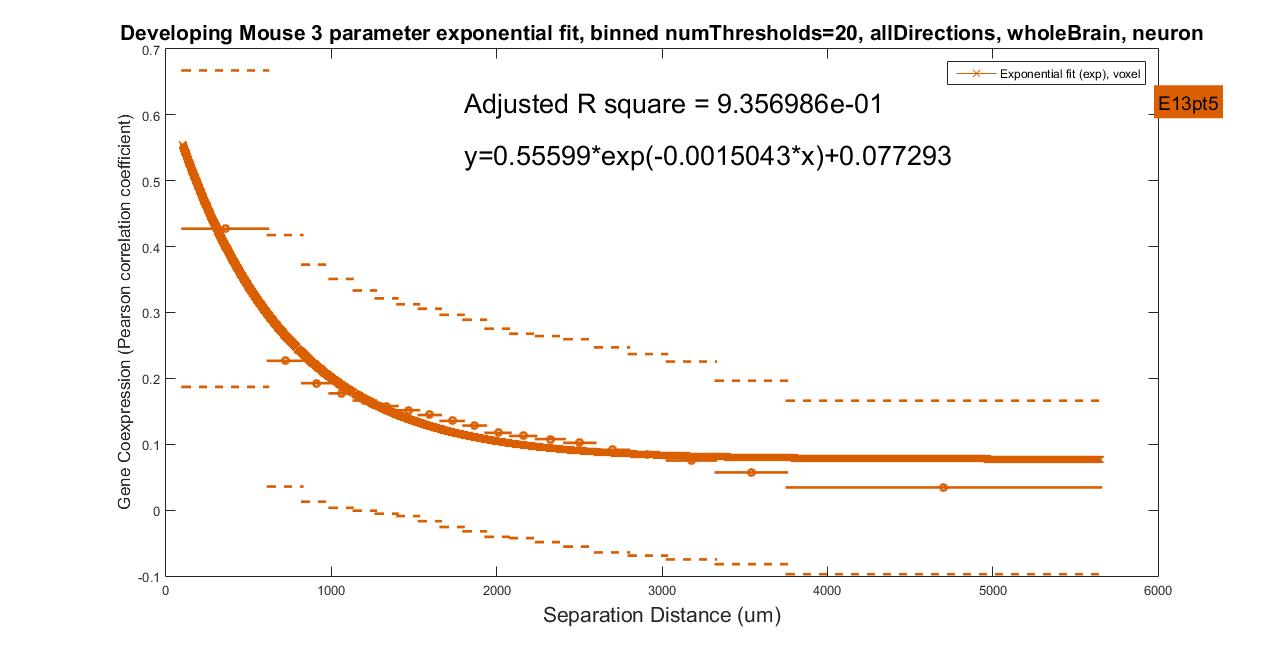 Developing Mouse 3 parameter exponential fit, binned numThresholds=20, allDirections, wholeBrain, neuron
Exponential fit (exp), voxel
E13pt5
Adjusted R square = 9.356986e-01
y=0.55599*exp(-0.0015043*x)+0.077293
Gene Coexpression (Pearson correlation coefficient)
0.7
0.6
0.5
0.4
0.3
0.2
0.1
0
-0.1
0 1000 2000 3000 4000 5000 6000
Separation Distance (um)